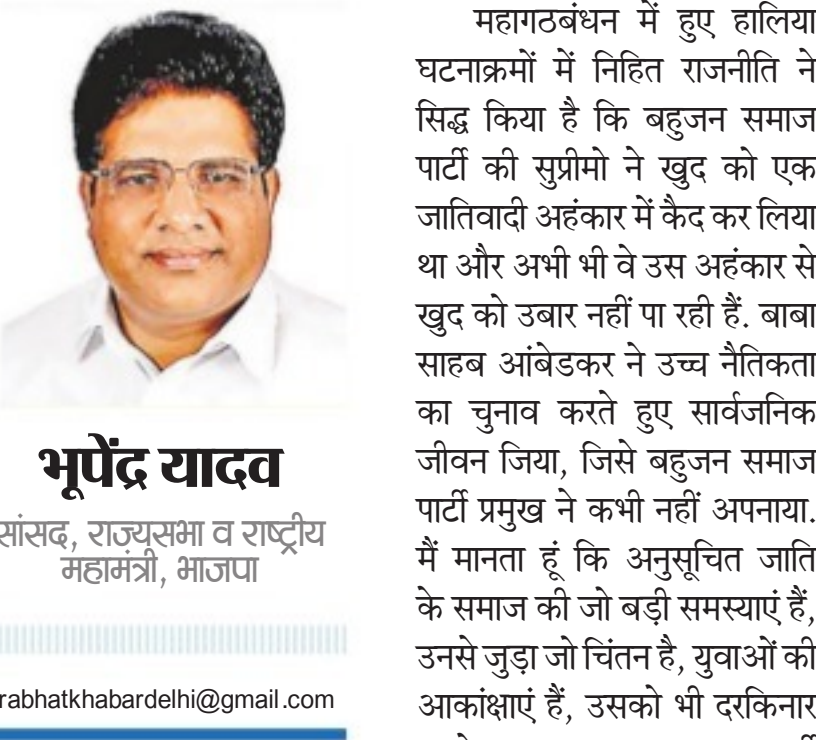 भूपेंद्र यादव
सांसद, राज्यसभा व राष्ट्रीय
महामंत्री, भाजपा
rabhatkhabardelhi@gmail.com
महागठबंधन में हुए हालिया
घटनाक्रमों में निहित राजनीति ने
सिद्ध किया है कि बहुजन समाज
पार्टी की सुप्रीमो ने खुद को एक
जातिवादी अहंकार में कैद कर लिया
था और अभी भी वे उस अहंकार से
खुद को उबार नहीं पा रही हैं. बाबा
साहब आंबेडकर ने उच्च नैतिकता
का चुनाव करते हुए सार्वजनिक
जीवन जिया, जिसे बहुजन समाज
पार्टी प्रमुख ने कभी नहीं अपनाया.
मैं मानता हूं कि अनुसूचित जाति
के समाज की जो बड़ी समस्याएं हैं,
उनसे जुड़ा जो चिंतन है, युवाओं की
आकांक्षाएं हैं, उसको भी दरकिनार